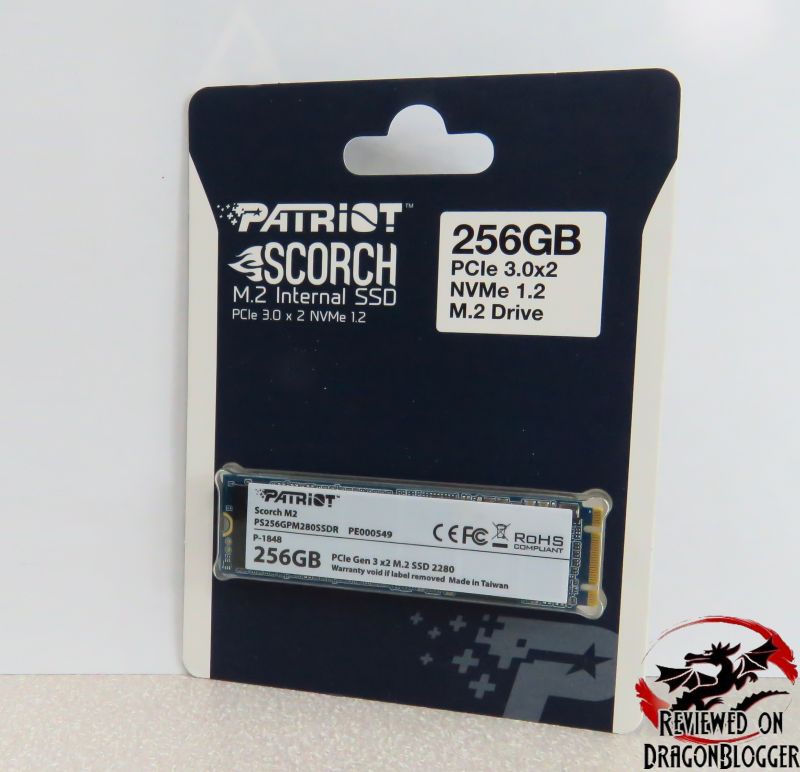 PATRIOT™
SCORCH
M.2 Internal SSD
PCIe 3.0 x 2 NVMe 1.2
256GB
PCIe 3.0x2
NVMe 1.2
M.2 Drive
PATRIOT™
Scorch M2
PS256GPM280SSDR PE000549
P-1848
256GB PCIe Gen 3 x2 M.2 SSD 2280
Warranty void if label removed Made in Taiwan
CE FC RoHS
COMPLIANT
REVIEWED ON
DRAGONBLOGGER